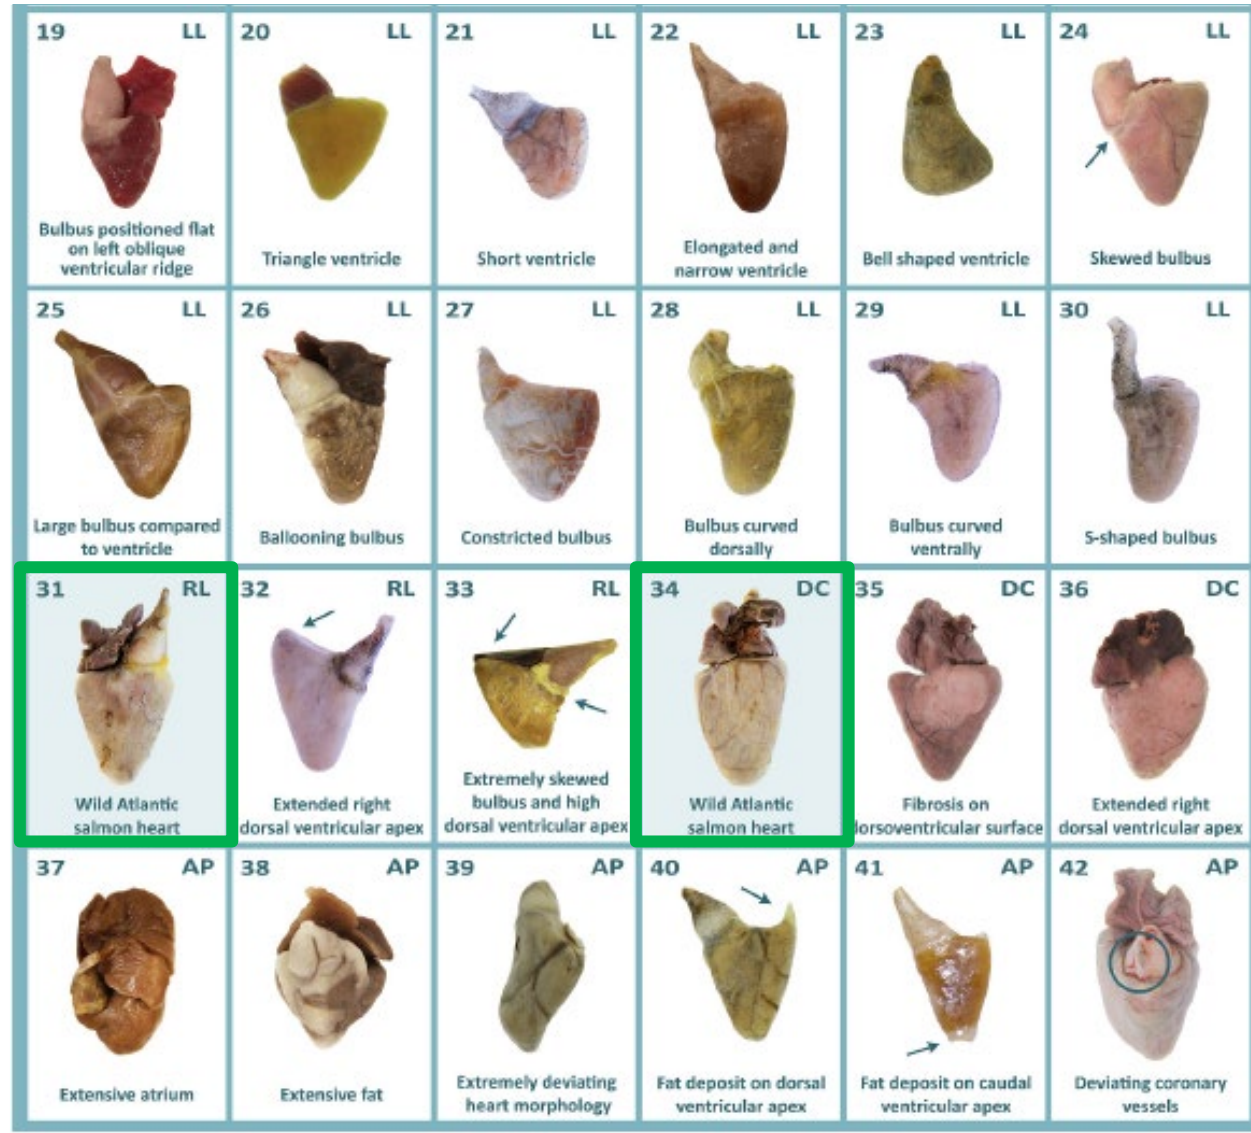 19 LL
Bulbus positioned flat
on left oblique
ventricular ridge
20 LL
Triangle ventricle
21 LL
Short ventricle
22 LL
Elongated and
narrow ventricle
23 LL
Bell shaped ventricle
24 LL
Skewed bulbus
25 LL
Large bulbus compared
to ventricle
26 LL
Ballooning bulbus
27 LL
Constricted bulbus
28 LL
Bulbus curved
dorsally
29 LL
Bulbus curved
ventrally
30 LL
S-shaped bulbus
31 RL
Wild Atlantic
salmon heart
32 RL
Extended right
dorsal ventricular apex
33 RL
Extremely skewed
bulbus and high
dorsal ventricular apex
34 DC
Wild Atlantic
salmon heart
35 DC
Fibrosis on
dorsoventricular surface
36 DC
Extended right
dorsal ventricular apex
37 AP
Extensive atrium
38 AP
Extensive fat
39 AP
Extremely deviating
heart morphology
40 AP
Fat deposit on dorsal
ventricular apex
41 AP
Fat deposit on caudal
ventricular apex
42 AP
Deviating coronary
vessels